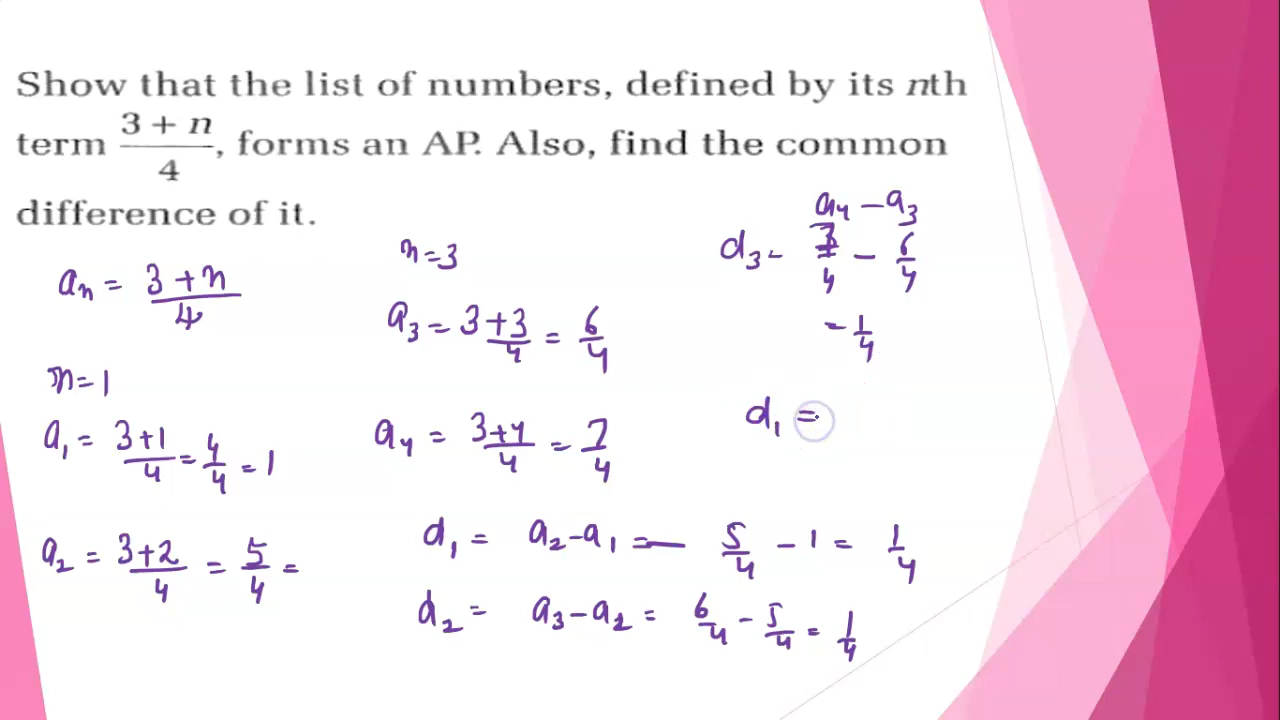 Show that the list of numbers, defined by its nth
term (3 + n)/4, forms an AP. Also, find the common
difference of it.
aₙ = (3 + n)/4
n = 1
a₁ = (3+1)/4 = 4/4 = 1
a₂ = (3+2)/4 = 5/4 =
n = 3
a₃ = (3+3)/4 = 6/4
a₄ = (3+4)/4 = 7/4
d₁ = a₂ - a₁ = 5/4 - 1 = 1/4
d₂ = a₃ - a₂ = 6/4 - 5/4 = 1/4
a₄ - a₃
d₃ = 7/4 - 6/4
= 1/4
d₁ =